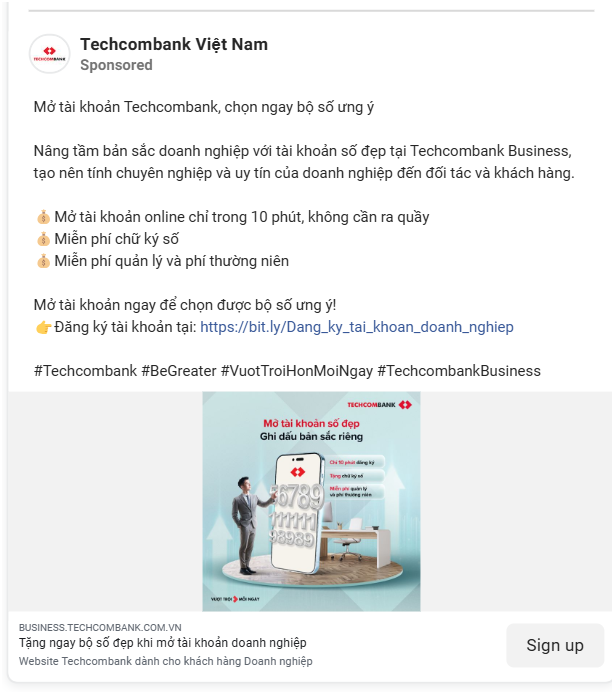 TECHCOMBANK
Techcombank Việt Nam
Sponsored
Mở tài khoản Techcombank, chọn ngay bộ số ưng ý
Nâng tầm bản sắc doanh nghiệp với tài khoản số đẹp tại Techcombank Business,
tạo nên tính chuyên nghiệp và uy tín của doanh nghiệp đến đối tác và khách hàng.
💰 Mở tài khoản online chỉ trong 10 phút, không cần ra quầy
💰 Miễn phí chữ ký số
💰 Miễn phí quản lý và phí thường niên
Mở tài khoản ngay để chọn được bộ số ưng ý!
👉 Đăng ký tài khoản tại: https://bit.ly/Dang_ky_tai_khoan_doanh_nghiep
#Techcombank #BeGreater #VuotTroiHonMoiNgay #TechcombankBusiness
TECHCOMBANK
Mở tài khoản số đẹp
Ghi dấu bản sắc riêng
Chỉ 10 phút đăng ký
Tặng chữ ký số
Miễn phí quản lý
và phí thường niên
56789
111111
98989
VƯỢT TRỘI MỖI NGÀY
BUSINESS.TECHCOMBANK.COM.VN
Tặng ngay bộ số đẹp khi mở tài khoản doanh nghiệp
Website Techcombank dành cho khách hàng Doanh nghiệp
Sign up